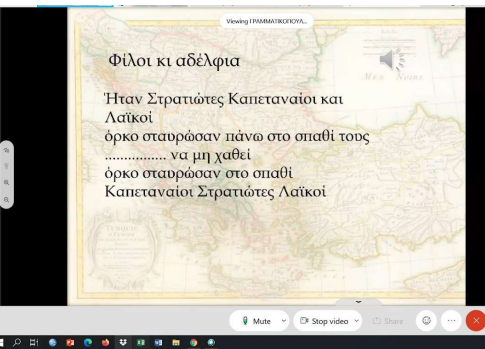 Viewing ΓΡΑΜΜΑΤΙΚΟΠΟΥΛ...
Φίλοι κι αδέλφια
Ήταν Στρατιώτες Καπεταναίοι και
Λαϊκοί
όρκο σταυρώσαν πάνω στο σπαθί τους
................ να μη χαθεί
όρκο σταυρώσαν στο σπαθί
Καπεταναίοι Στρατιώτες Λαϊκοί
Mute
Stop video
Share